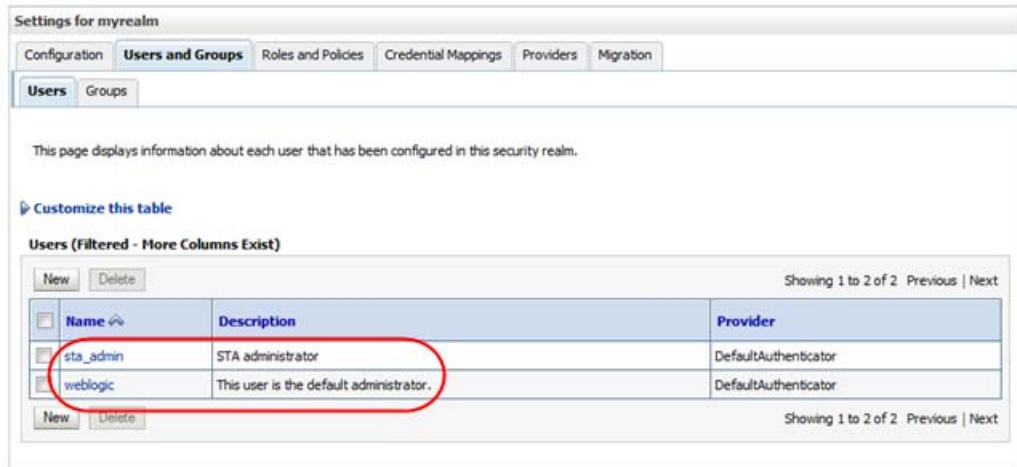 Settings for myrealm
Configuration Users and Groups Roles and Policies Credential Mappings Providers Migration
Users Groups
This page displays information about each user that has been configured in this security realm.
Customize this table
Users (Filtered - More Columns Exist)
New Delete Showing 1 to 2 of 2 Previous | Next
Name Description Provider
sta_admin STA administrator DefaultAuthenticator
weblogic This user is the default administrator. DefaultAuthenticator
New Delete Showing 1 to 2 of 2 Previous | Next